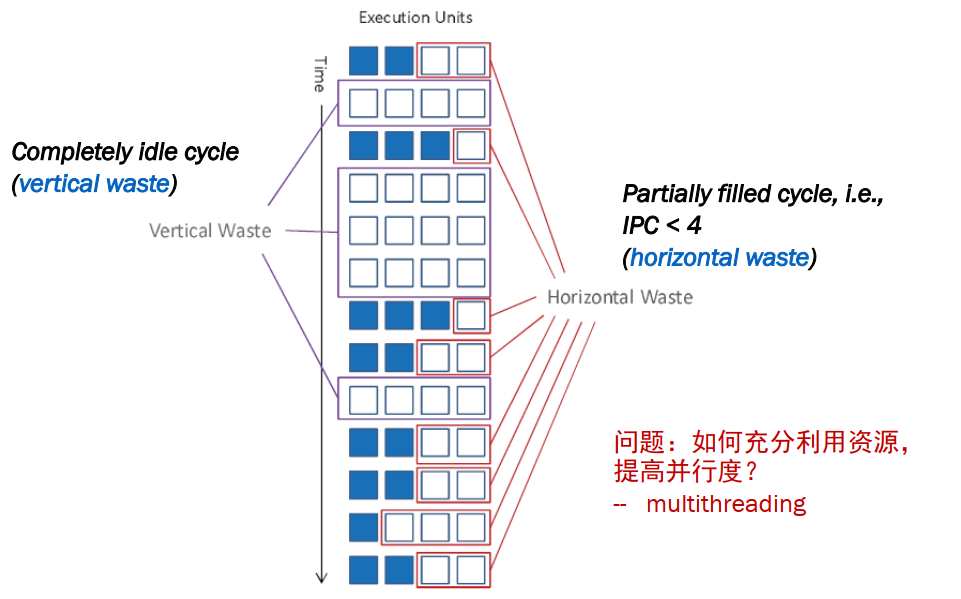 Execution Units
Time
Completely idle cycle
(vertical waste)
Vertical Waste
Partially filled cycle, i.e.,
IPC < 4
(horizontal waste)
Horizontal Waste
问题：如何充分利用资源，
提高并行度？
-- multithreading